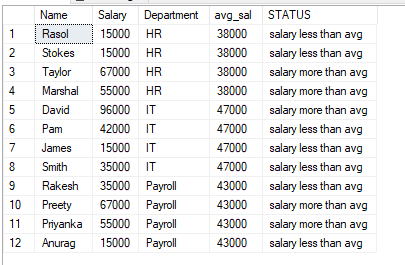 Name Salary Department avg_sal STATUS
1 Rasol 15000 HR 38000 salary less than avg
2 Stokes 15000 HR 38000 salary less than avg
3 Taylor 67000 HR 38000 salary more than avg
4 Marshal 55000 HR 38000 salary more than avg
5 David 96000 IT 47000 salary more than avg
6 Pam 42000 IT 47000 salary less than avg
7 James 15000 IT 47000 salary less than avg
8 Smith 35000 IT 47000 salary less than avg
9 Rakesh 35000 Payroll 43000 salary less than avg
10 Preety 67000 Payroll 43000 salary more than avg
11 Priyanka 55000 Payroll 43000 salary more than avg
12 Anurag 15000 Payroll 43000 salary less than avg